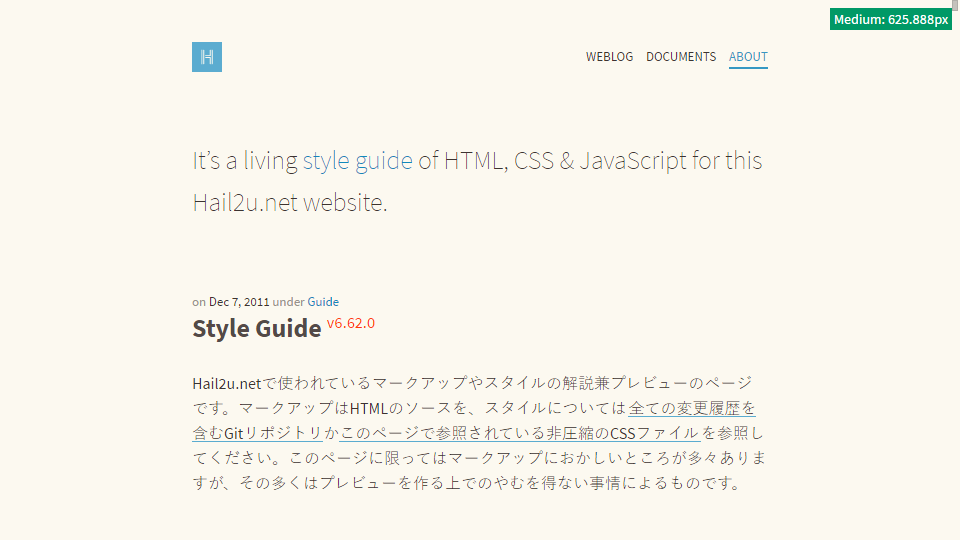 Medium: 625.888px
H
WEBLOG DOCUMENTS ABOUT
It’s a living style guide of HTML, CSS & JavaScript for this
Hail2u.net website.
on Dec 7, 2011 under Guide
Style Guide v6.62.0
Hail2u.netで使われているマークアップやスタイルの解説兼プレビューのページ
です。マークアップはHTMLのソースを、スタイルについては全ての変更履歴を
含むGitリポジトリかこのページで参照されている非圧縮のCSSファイルを参照し
てください。このページに限ってはマークアップにおかしいところが多々ありま
すが、その多くはプレビューを作る上でのやむを得ない事情によるものです。